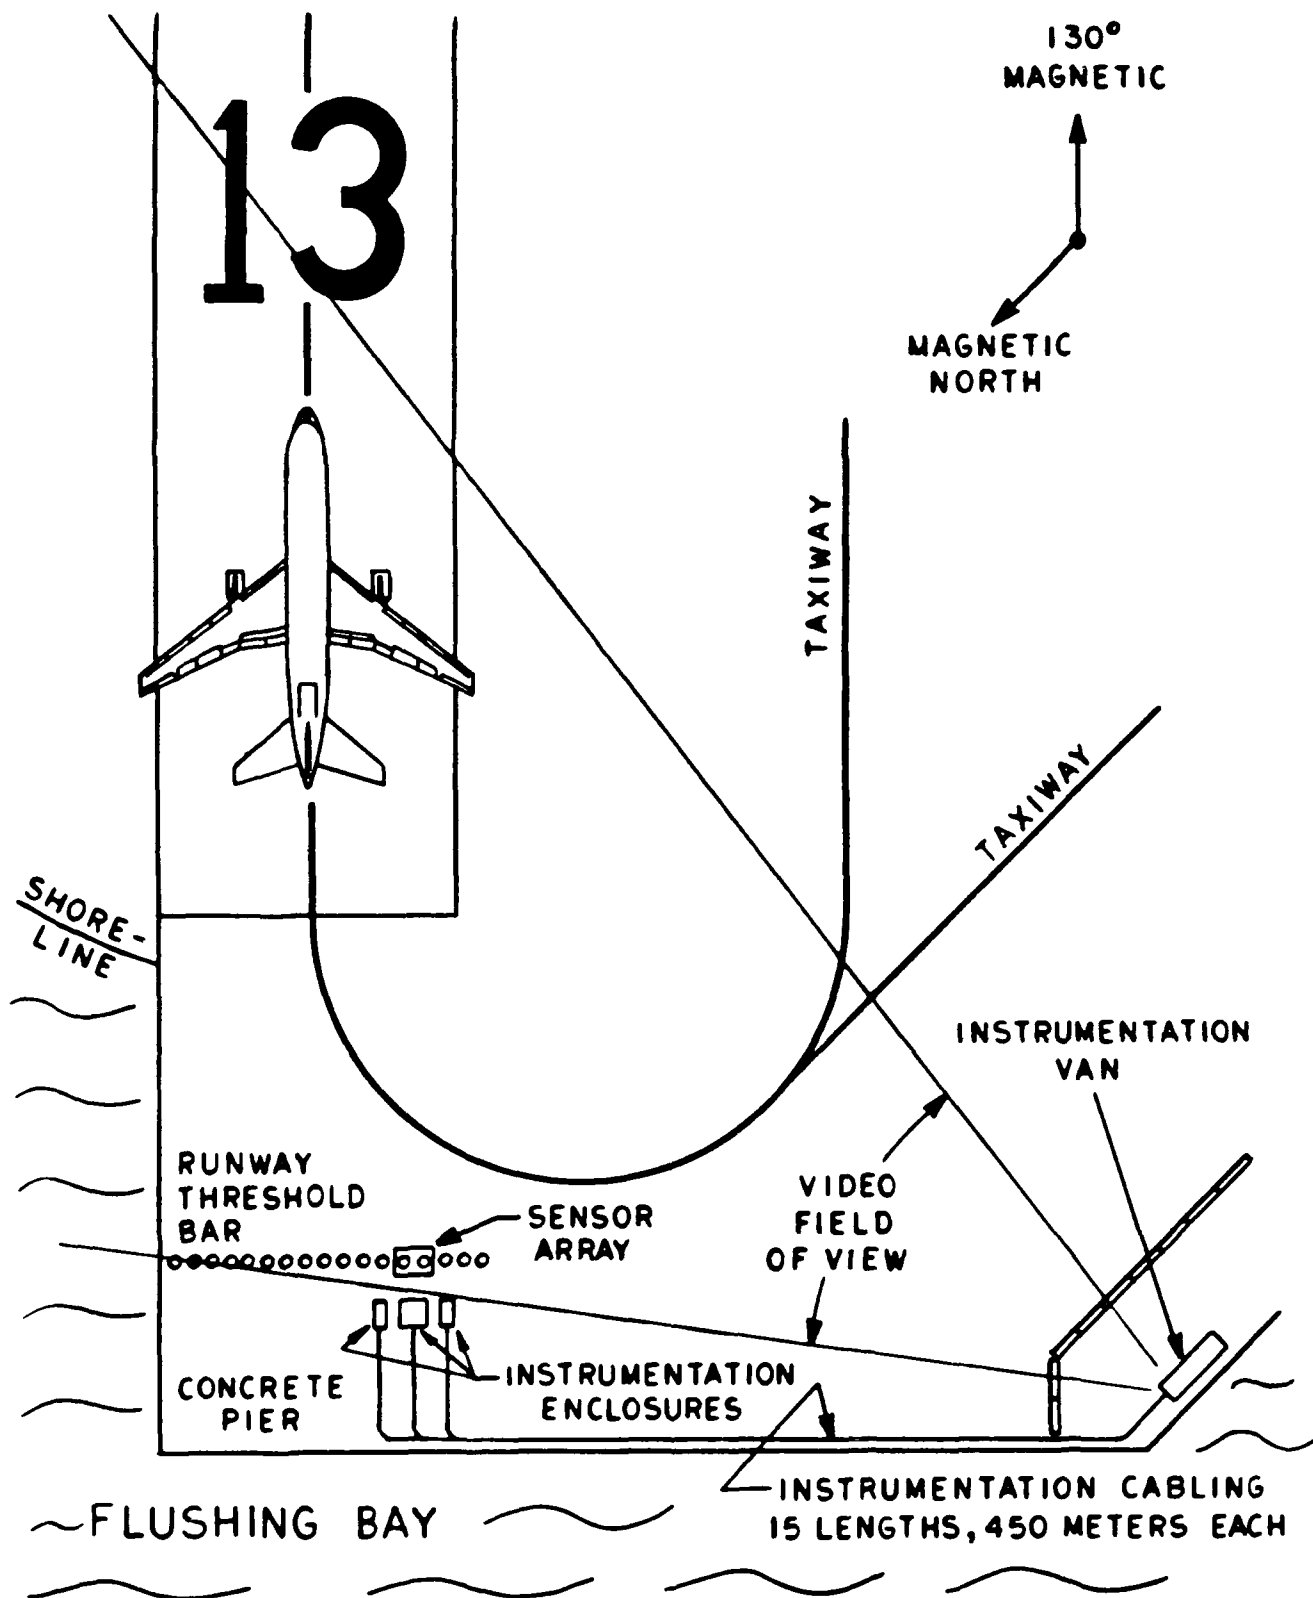 130°
MAGNETIC
13
MAGNETIC
NORTH
TAXIWAY
TAXIWAY
SHORE-
LINE
INSTRUMENTATION
VAN
RUNWAY
THRESHOLD
BAR
SENSOR
ARRAY
VIDEO
FIELD
OF VIEW
INSTRUMENTATION
ENCLOSURES
CONCRETE
PIER
INSTRUMENTATION CABLING
15 LENGTHS, 450 METERS EACH
FLUSHING BAY